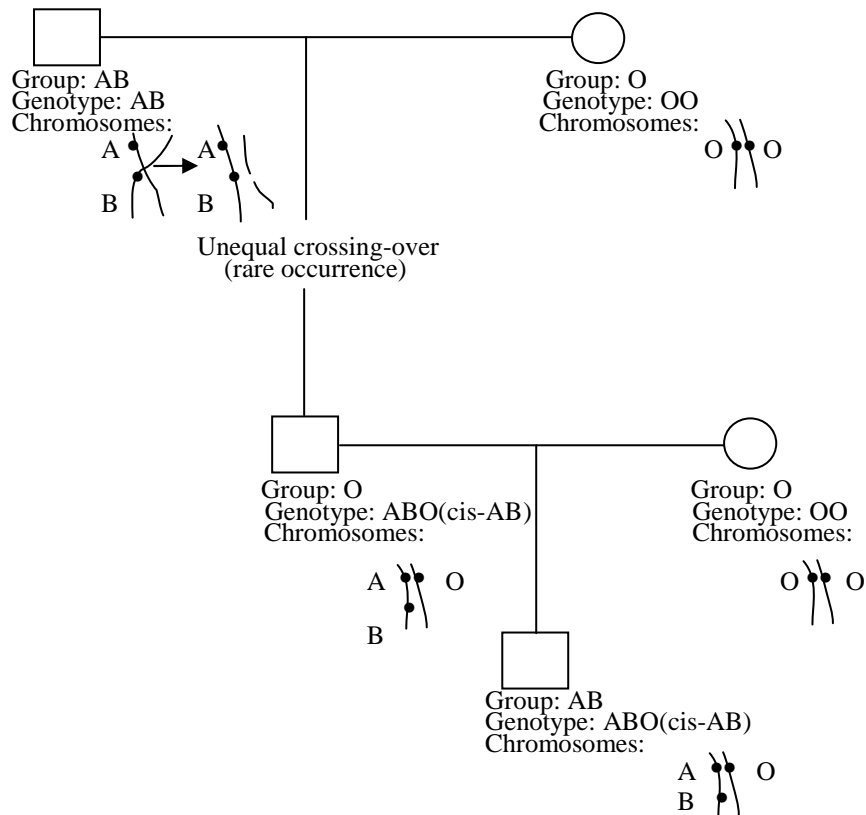 Group: AB
Genotype: AB
Chromosomes:
A
A
B
B
Group: O
Genotype: OO
Chromosomes:
O O
Unequal crossing-over
(rare occurrence)
Group: O
Genotype: ABO(cis-AB)
Chromosomes:
A O
B
Group: O
Genotype: OO
Chromosomes:
O O
Group: AB
Genotype: ABO(cis-AB)
Chromosomes:
A O
B